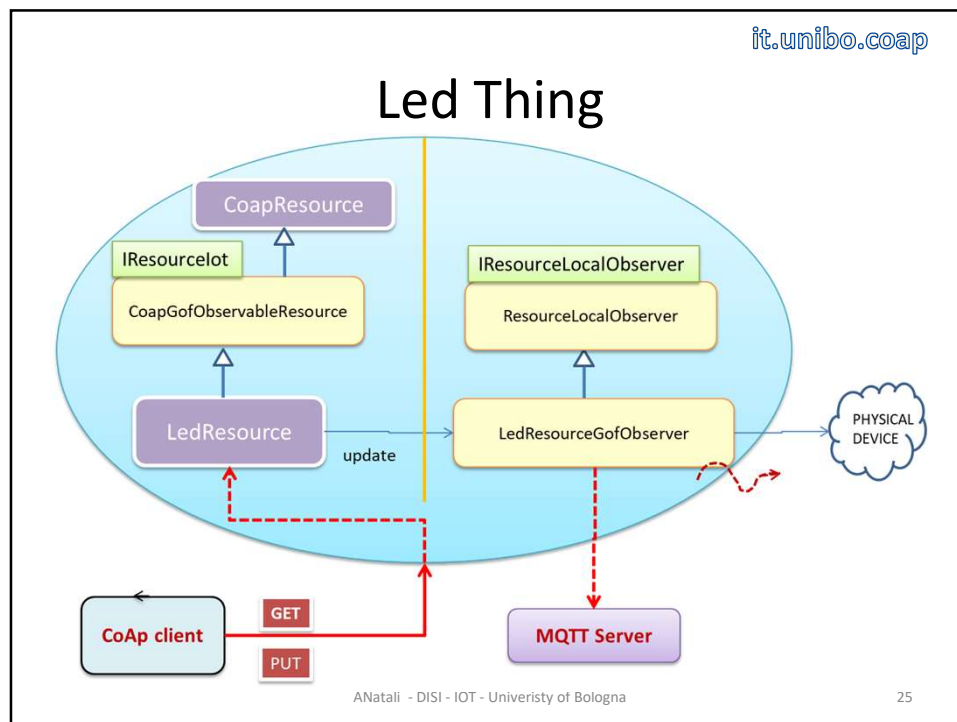 it.unibo.coap
Led Thing
CoapResource
IResourceIot
CoapGofObservableResource
IResourceLocalObserver
ResourceLocalObserver
LedResource
update
LedResourceGofObserver
PHYSICAL
DEVICE
CoAp client
GET
PUT
MQTT Server
ANatali - DISI - IOT - Univeristy of Bologna
25